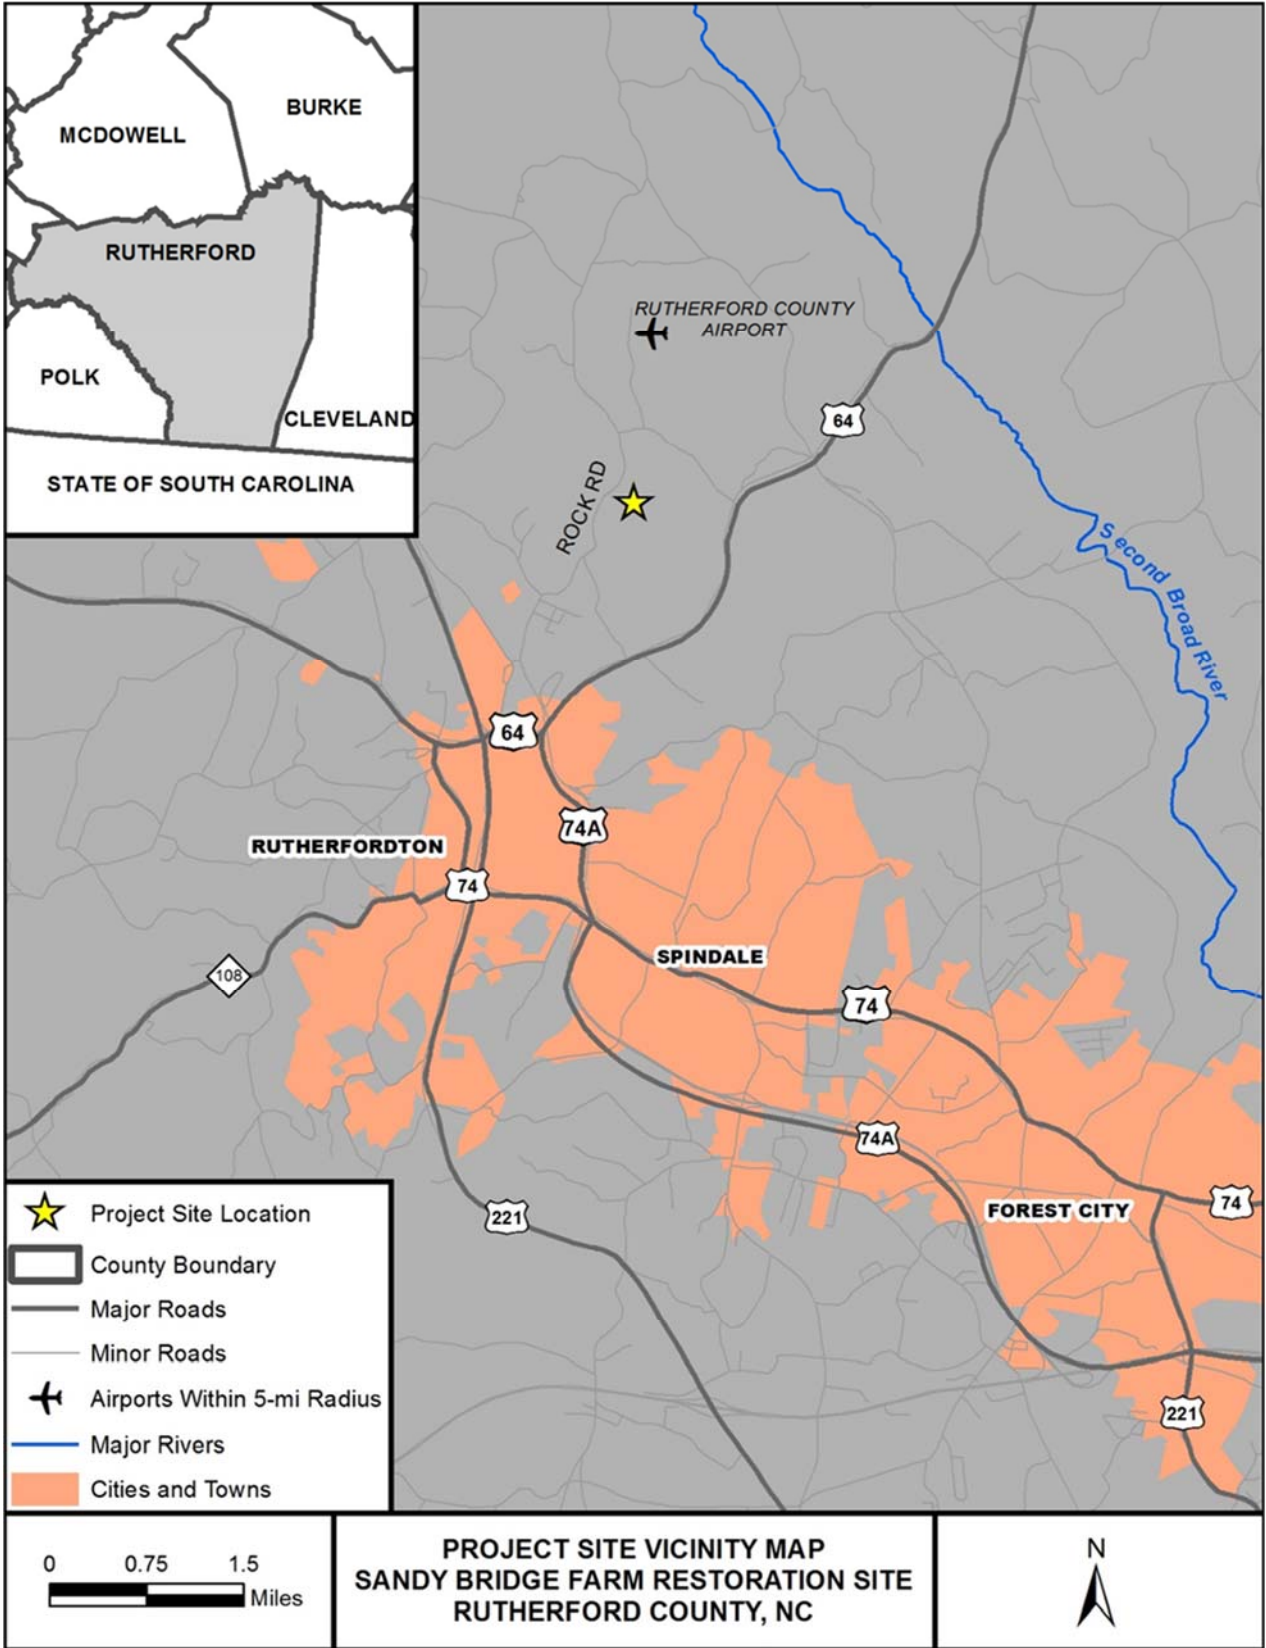 MCDOWELL
BURKE
RUTHERFORD
POLK
CLEVELAND
STATE OF SOUTH CAROLINA
RUTHERFORD COUNTY
AIRPORT
64
ROCK RD
Second Broad River
64
74A
RUTHERFORDTON
74
SPINDALE
108
74
74A
FOREST CITY
74
221
221
Project Site Location
County Boundary
Major Roads
Minor Roads
Airports Within 5-mi Radius
Major Rivers
Cities and Towns
0 0.75 1.5
Miles
PROJECT SITE VICINITY MAP
SANDY BRIDGE FARM RESTORATION SITE
RUTHERFORD COUNTY, NC
N